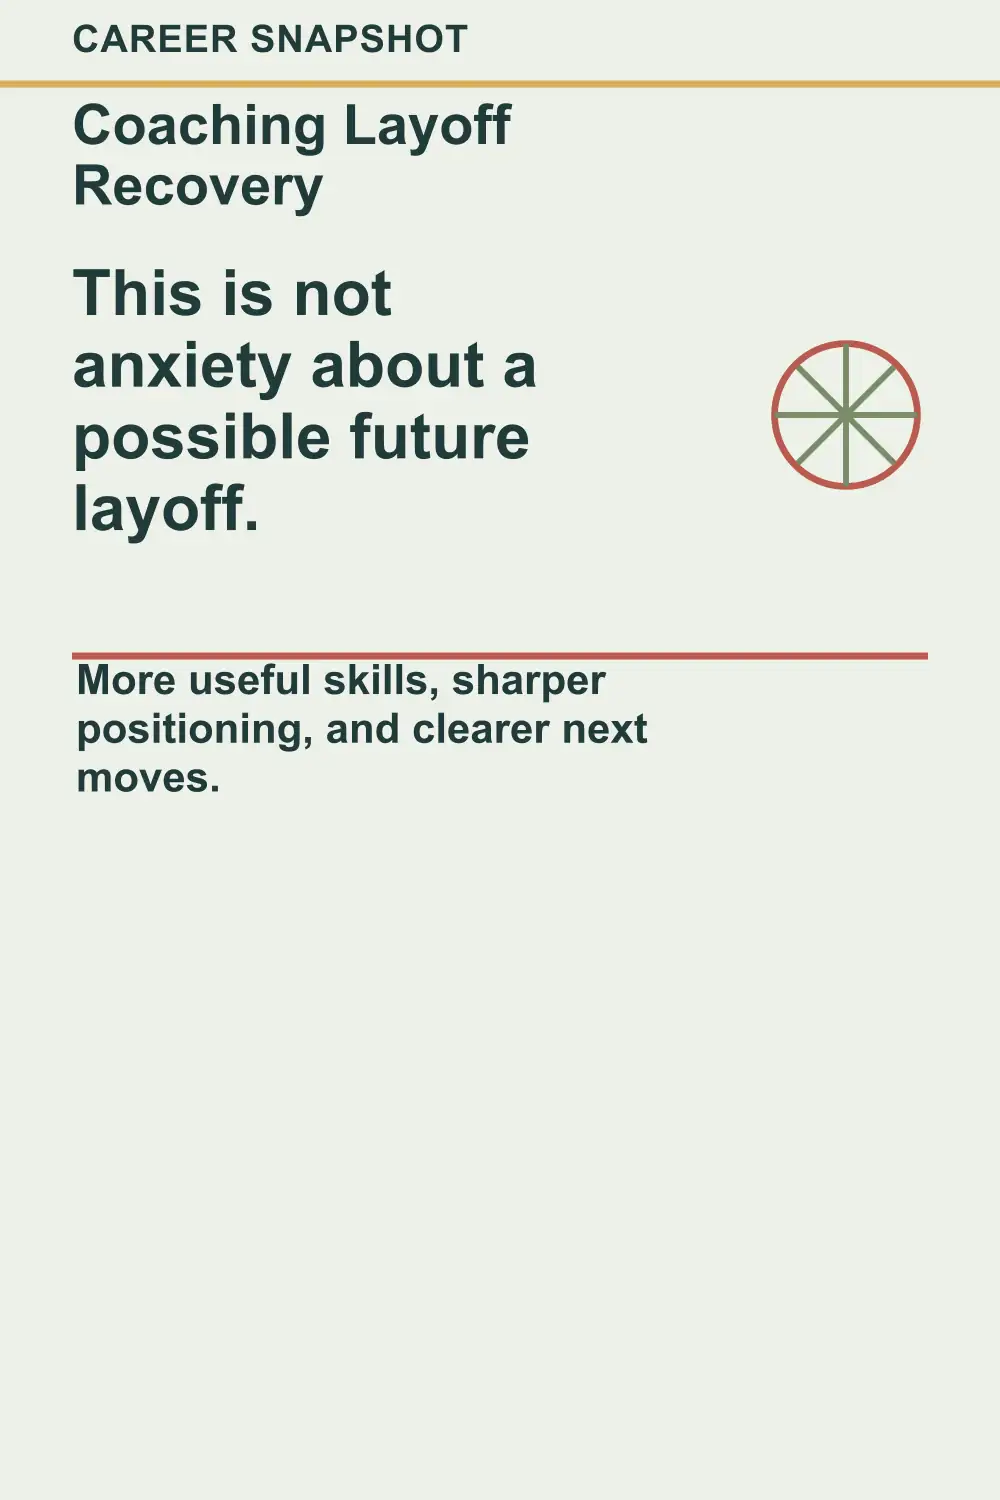 CAREER SNAPSHOT
Coaching Layoff
Recovery
This is not
anxiety about a
possible future
layoff.
More useful skills, sharper
positioning, and clearer next
moves.